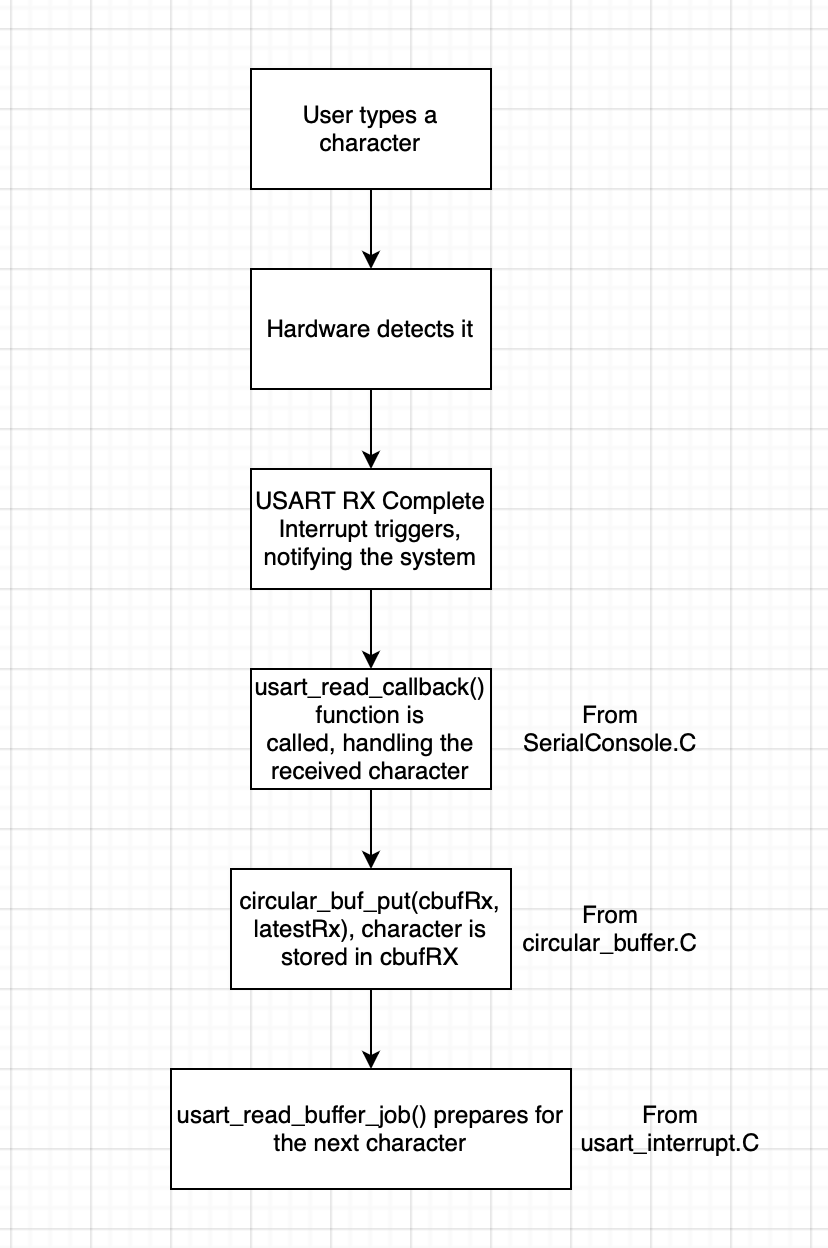 User types a
character
Hardware detects it
USART RX Complete
Interrupt triggers,
notifying the system
usart_read_callback()
function is
called, handling the
received character
From
SerialConsole.C
circular_buf_put(cbufRx,
latestRx), character is
stored in cbufRX
From
circular_buffer.C
usart_read_buffer_job() prepares for
the next character
From
usart_interrupt.C